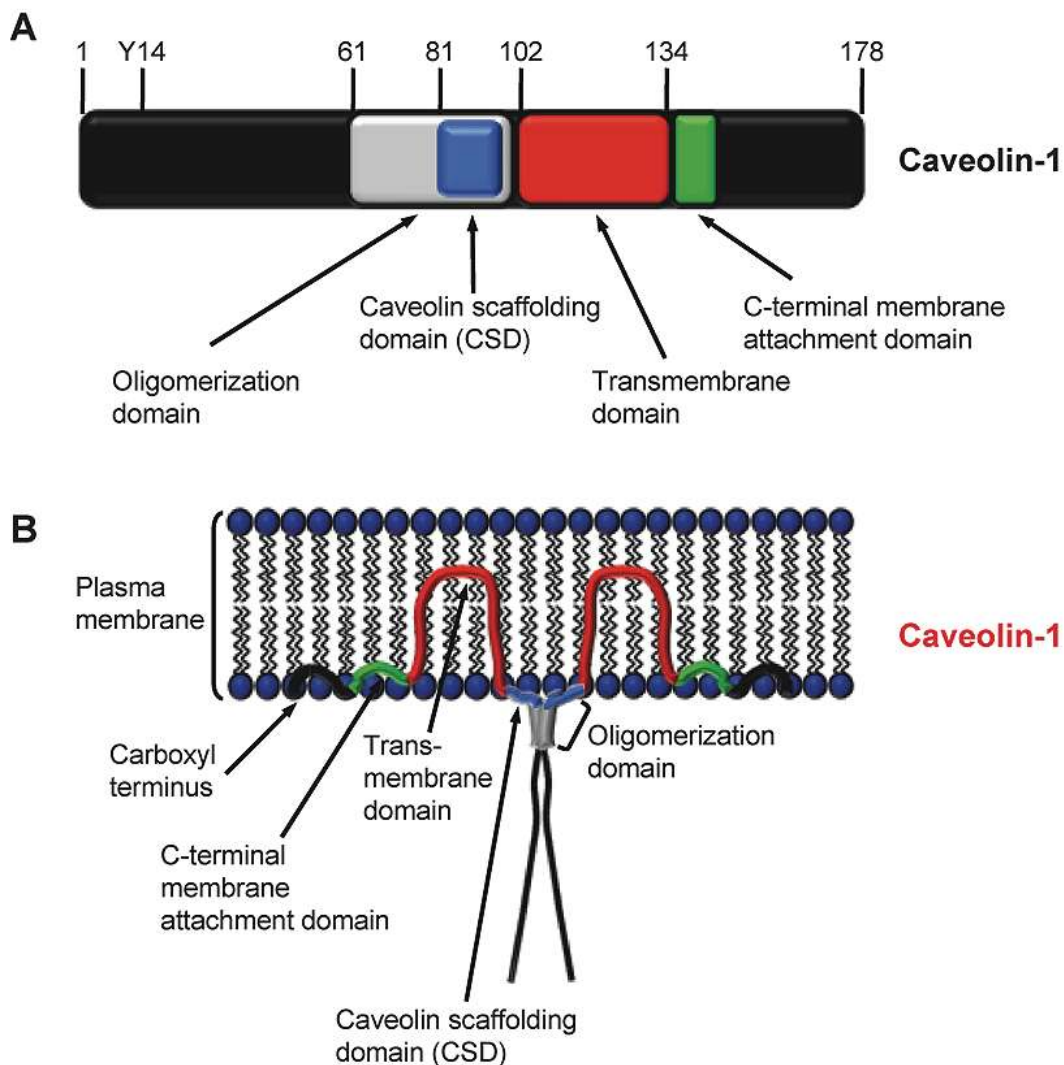 A
1 Y14 61 81 102 134 178
Caveolin-1
Caveolin scaffolding
domain (CSD)
C-terminal membrane
attachment domain
Oligomerization
domain
Transmembrane
domain
B
Plasma
membrane
Caveolin-1
Carboxyl
terminus
Trans-
membrane
domain
Oligomerization
domain
C-terminal
membrane
attachment domain
Caveolin scaffolding
domain (CSD)